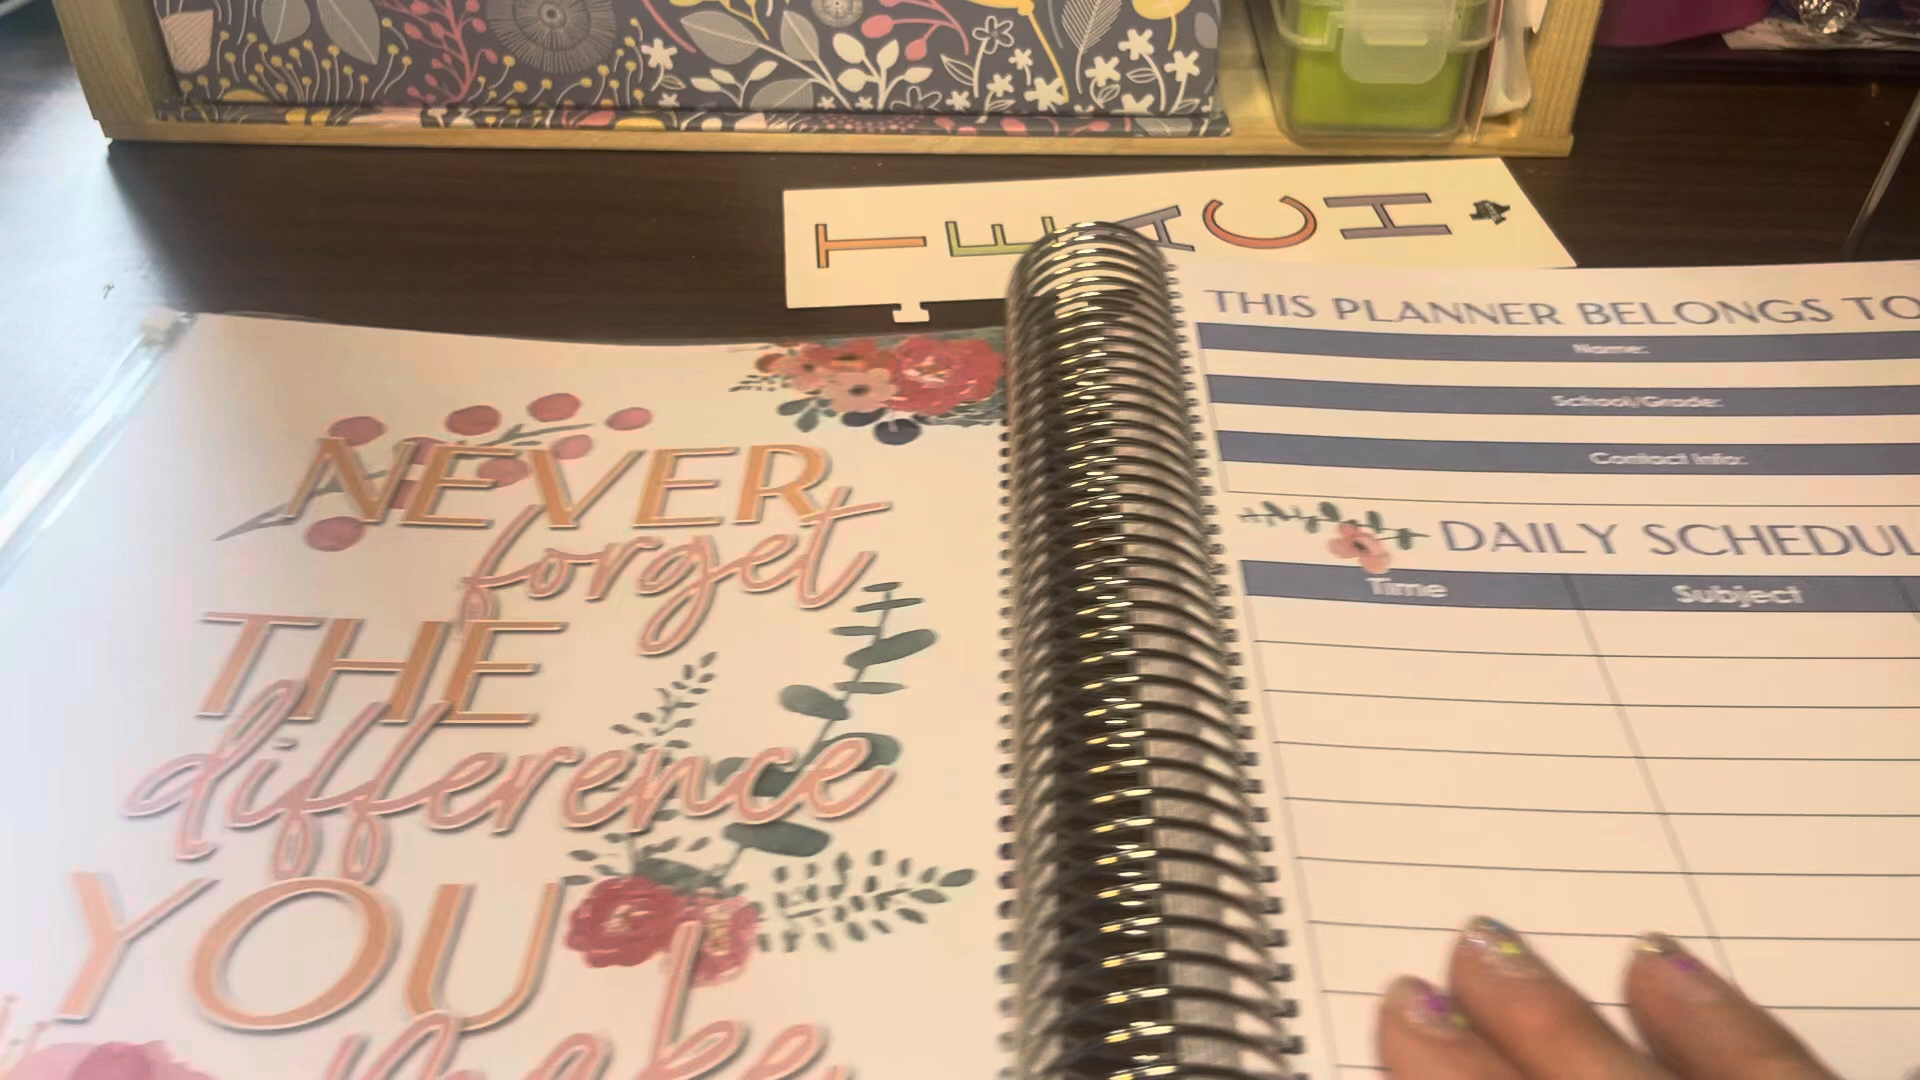 TEACH
NEVER
forget
THE
difference
YOU
make
THIS PLANNER BELONGS TO
Name:
School/Grade:
Contact Info:
DAILY SCHEDUL
Time Subject